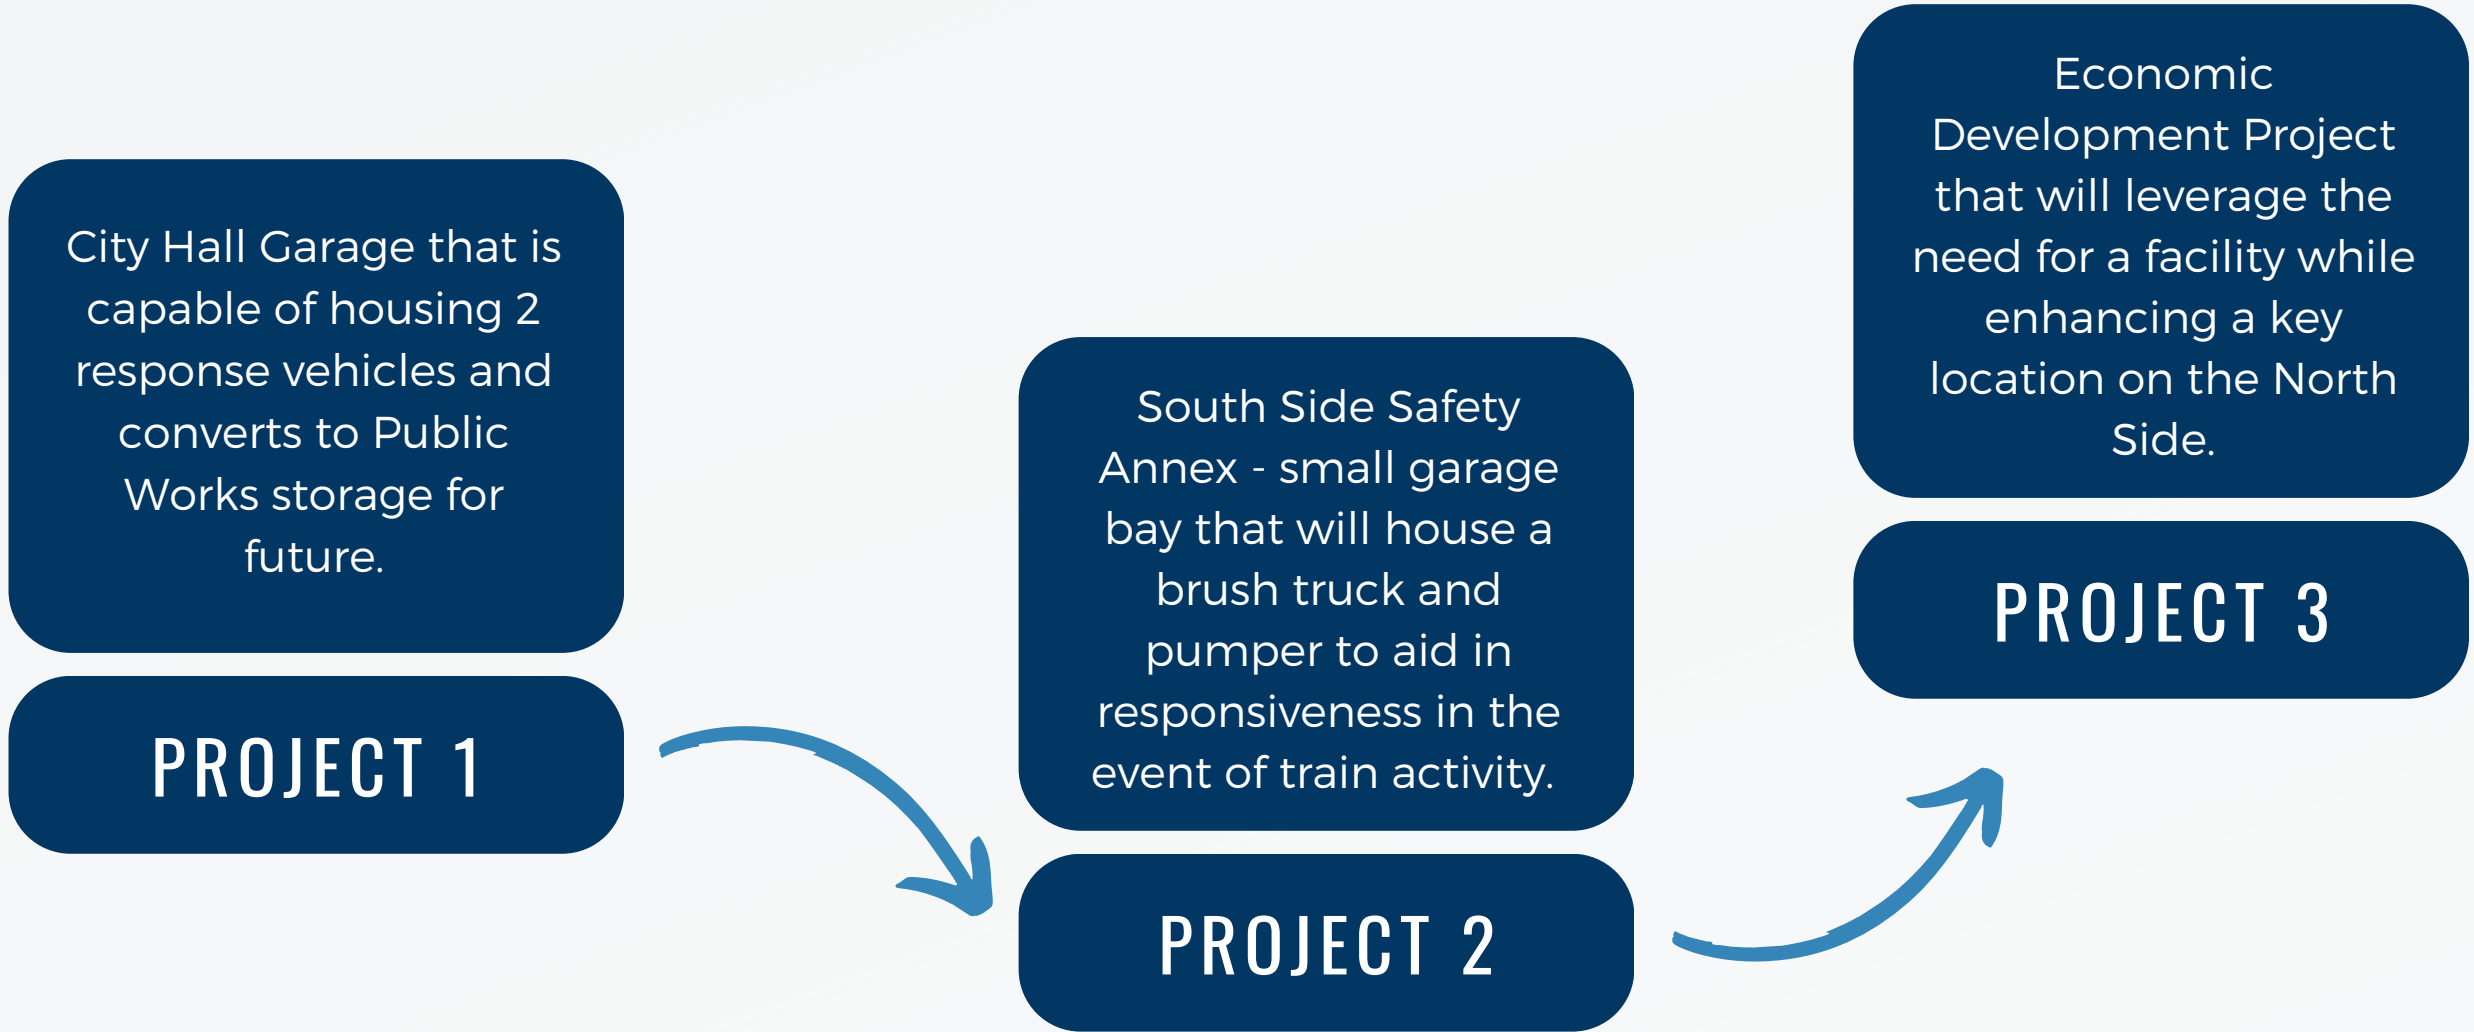 City Hall Garage that is
capable of housing 2
response vehicles and
converts to Public
Works storage for
future.
PROJECT 1
South Side Safety
Annex - small garage
bay that will house a
brush truck and
pumper to aid in
responsiveness in the
event of train activity.
PROJECT 2
Economic
Development Project
that will leverage the
need for a facility while
enhancing a key
location on the North
Side.
PROJECT 3